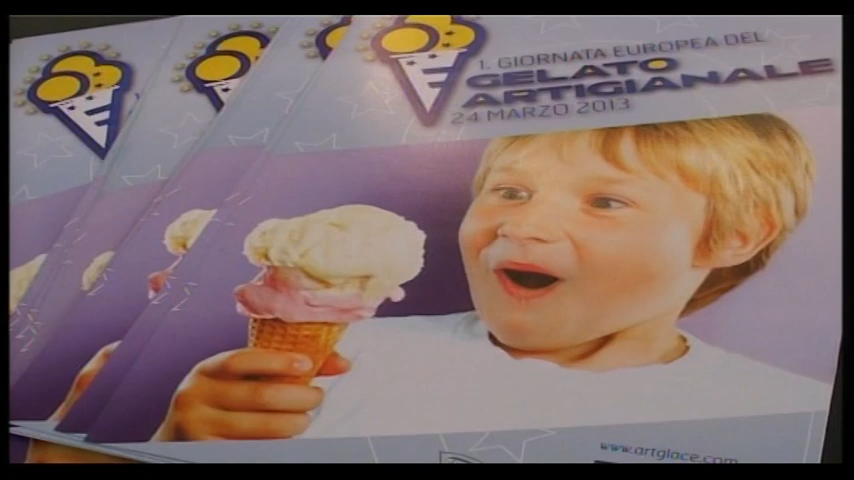 1. GIORNATA EUROPEA DEL
GELATO
ARTIGIANALE
24 MARZO 2013
www.artglace.com